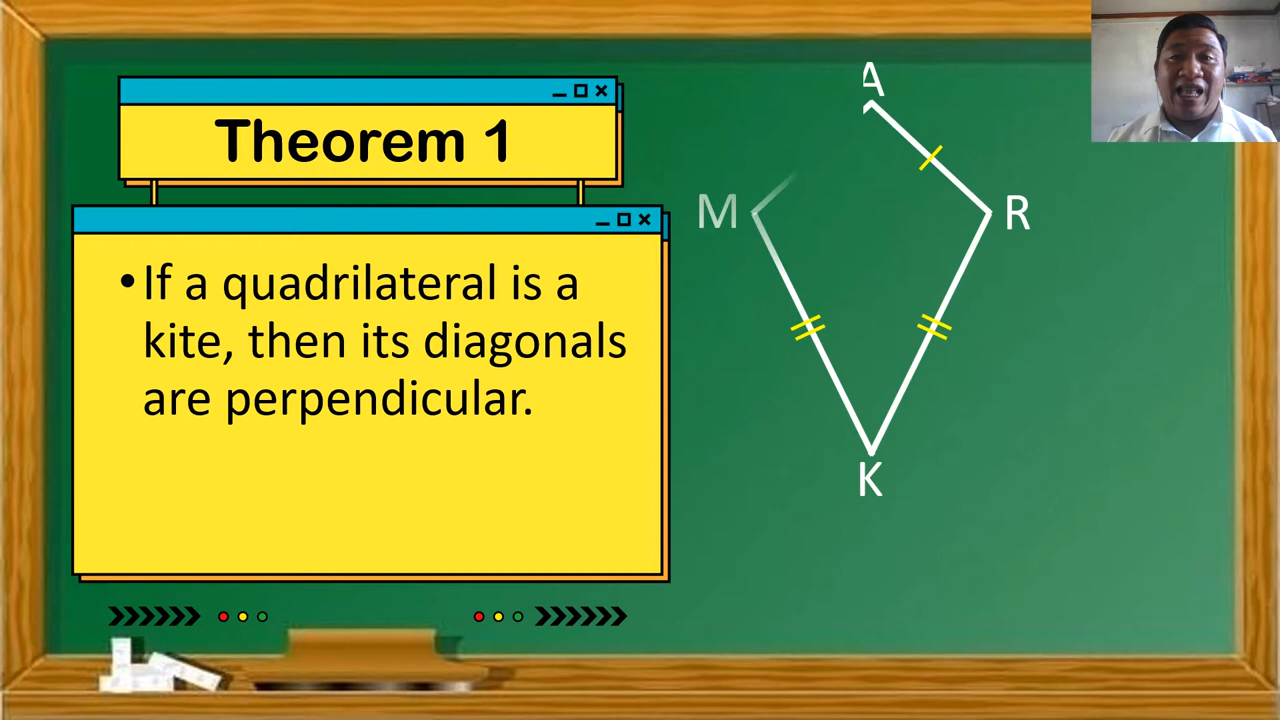 Theorem 1
• If a quadrilateral is a
kite, then its diagonals
are perpendicular.
A
M
R
K